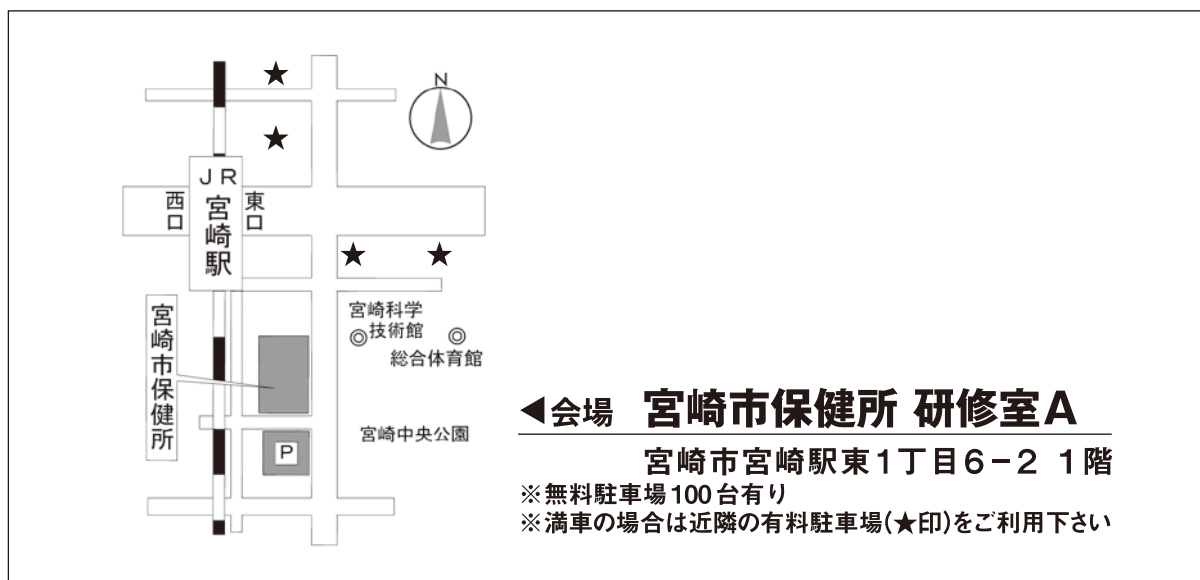 N
JR
宮崎駅
西口
東口
宮崎市保健所
宮崎科学
技術館
総合体育館
宮崎中央公園
P
◀会場 宮崎市保健所 研修室A
宮崎市宮崎駅東1丁目6−2 1階
※無料駐車場100台有り
※満車の場合は近隣の有料駐車場(★印)をご利用下さい